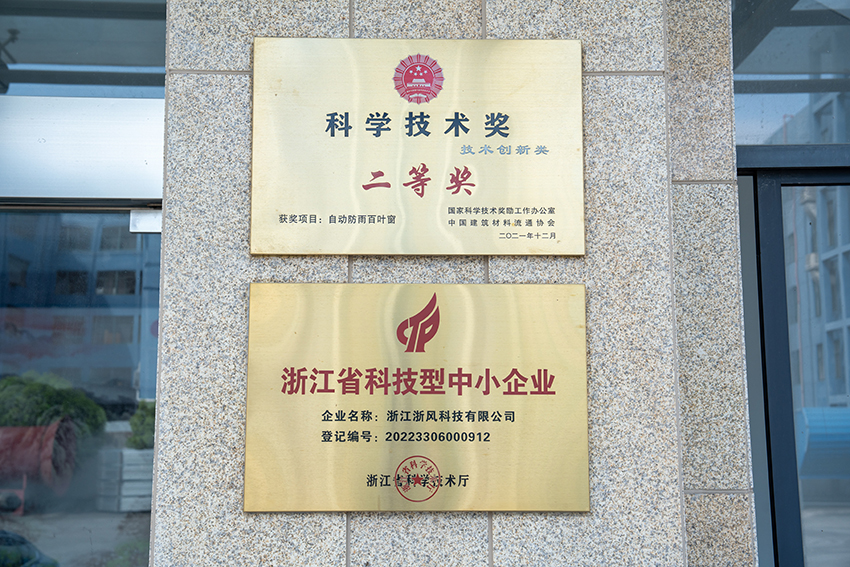 科学技术奖
技术创新类
二等奖
获奖项目：自动防雨百叶窗
国家科学技术奖励工作办公室
中国建筑材料流通协会
二〇二一年十二月
CTP
浙江省科技型中小企业
企业名称：浙江浙风科技有限公司
登记编号：20223306000912
浙江省科学技术厅